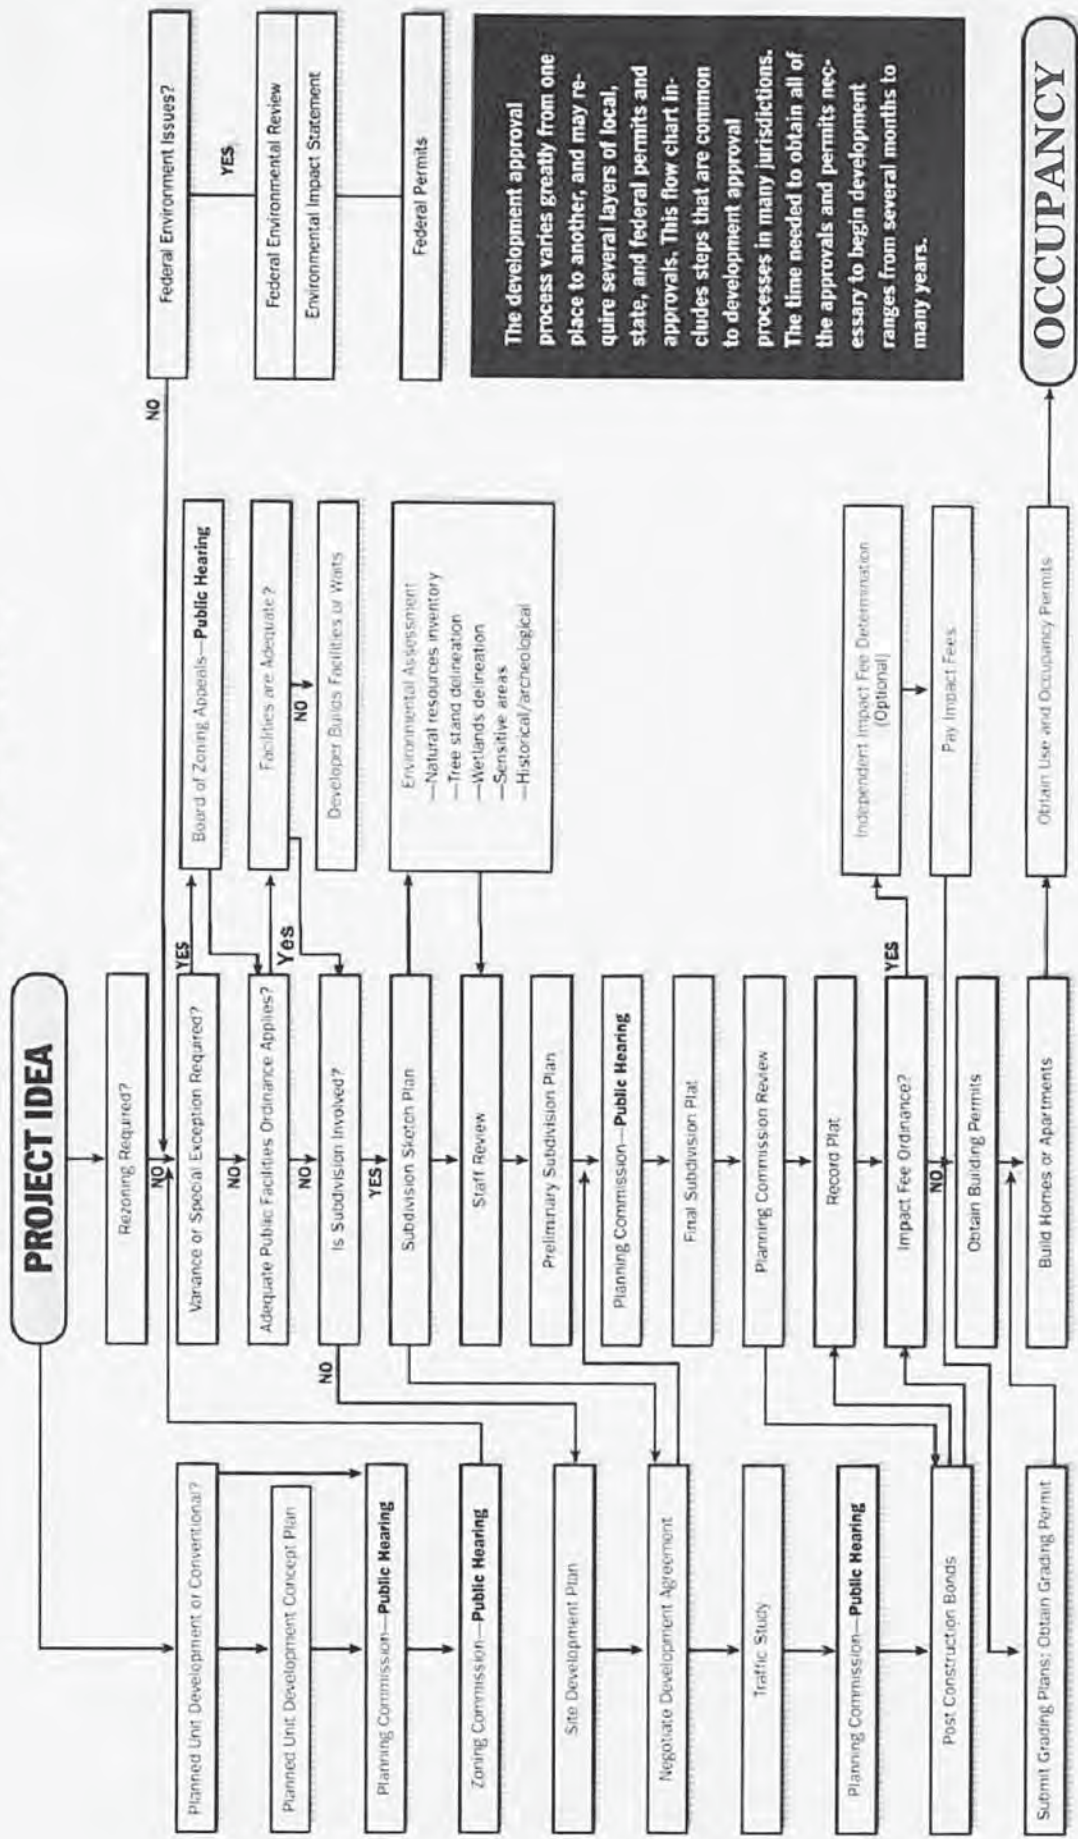 PROJECT IDEA
Rezoning Required?
NO
Variance or Special Exception Required?
YES
NO
Adequate Public Facilities Ordinance Applies?
Yes
NO
Is Subdivision Involved?
NO
YES
Subdivision Sketch Plan
Staff Review
Preliminary Subdivision Plan
Planning Commission—Public Hearing
Final Subdivision Plat
Planning Commission Review
Record Plat
Impact Fee Ordinance?
YES
NO
Obtain Building Permits
Build Homes or Apartments
Planned Unit Development or Conventional?
Planned Unit Development Concept Plan
Planning Commission—Public Hearing
Zoning Commission—Public Hearing
Site Development Plan
Negotiate Development Agreement
Traffic Study
Planning Commission—Public Hearing
Post Construction Bonds
Submit Grading Plans; Obtain Grading Permit
Board of Zoning Appeals—Public Hearing
Facilities are Adequate?
NO
Developer Builds Facilities or Waits
Environmental Assessment
—Natural resources inventory
—Tree stand delineation
—Wetlands delineation
—Sensitive areas
—Historical/archeological
Independent Impact Fee Determination
(Optional)
Pay Impact Fees
Obtain Use and Occupancy Permits
Federal Environment Issues?
NO
YES
Federal Environmental Review
Environmental Impact Statement
Federal Permits
The development approval
process varies greatly from one
place to another, and may re-
quire several layers of local,
state, and federal permits and
approvals. This flow chart in-
cludes steps that are common
to development approval
processes in many jurisdictions.
The time needed to obtain all of
the approvals and permits nec-
essary to begin development
ranges from several months to
many years.
OCCUPANCY